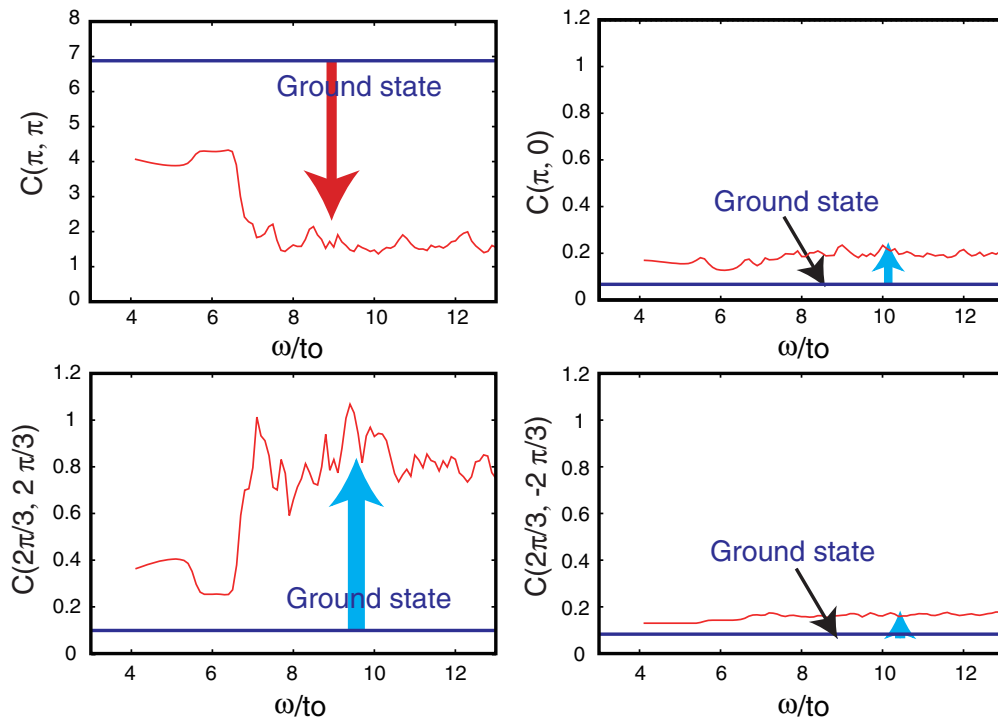 8
7
6
5
4
3
2
1
0
C(π, π)
Ground state
4 6 8 10 12
ω/to
1.2
1
0.8
0.6
0.4
0.2
0
C(π, 0)
Ground state
4 6 8 10 12
ω/to
1.2
1
0.8
0.6
0.4
0.2
0
C(2π/3, 2 π/3)
Ground state
4 6 8 10 12
ω/to
1.2
1
0.8
0.6
0.4
0.2
0
C(2π/3, -2 π/3)
Ground state
4 6 8 10 12
ω/to